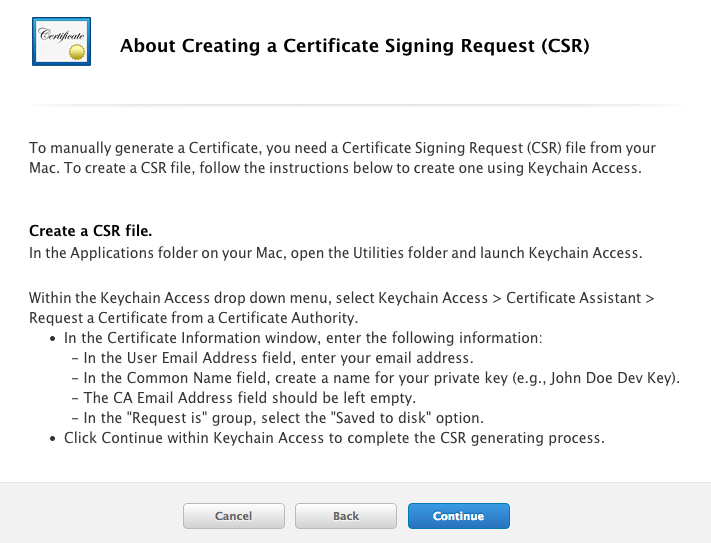 Certificate
About Creating a Certificate Signing Request (CSR)
To manually generate a Certificate, you need a Certificate Signing Request (CSR) file from your
Mac. To create a CSR file, follow the instructions below to create one using Keychain Access.
Create a CSR file.
In the Applications folder on your Mac, open the Utilities folder and launch Keychain Access.
Within the Keychain Access drop down menu, select Keychain Access > Certificate Assistant >
Request a Certificate from a Certificate Authority.
• In the Certificate Information window, enter the following information:
– In the User Email Address field, enter your email address.
– In the Common Name field, create a name for your private key (e.g., John Doe Dev Key).
– The CA Email Address field should be left empty.
– In the "Request is" group, select the "Saved to disk" option.
• Click Continue within Keychain Access to complete the CSR generating process.
Cancel
Back
Continue